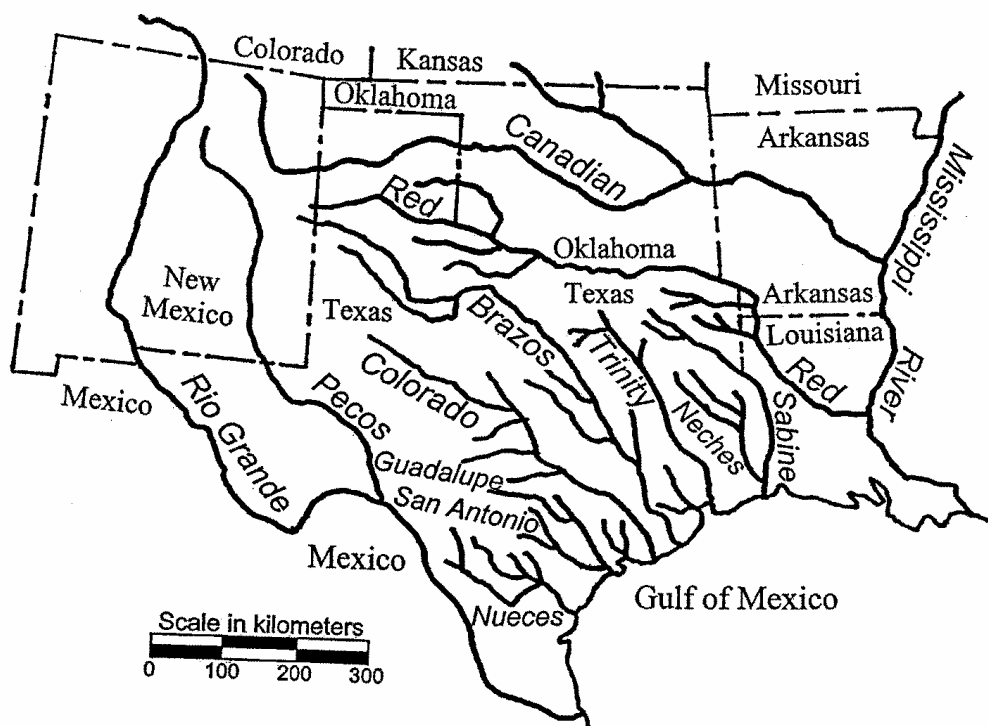 Colorado
Kansas
Missouri
Oklahoma
Arkansas
Canadian
Mississippi
River
Red
Oklahoma
New
Mexico
Texas
Texas
Arkansas
Louisiana
Brazos
Trinity
Red
Colorado
Neches
Sabine
Mexico
Rio Grande
Pecos
Guadalupe
San Antonio
Mexico
Nueces
Gulf of Mexico
Scale in kilometers
0 100 200 300